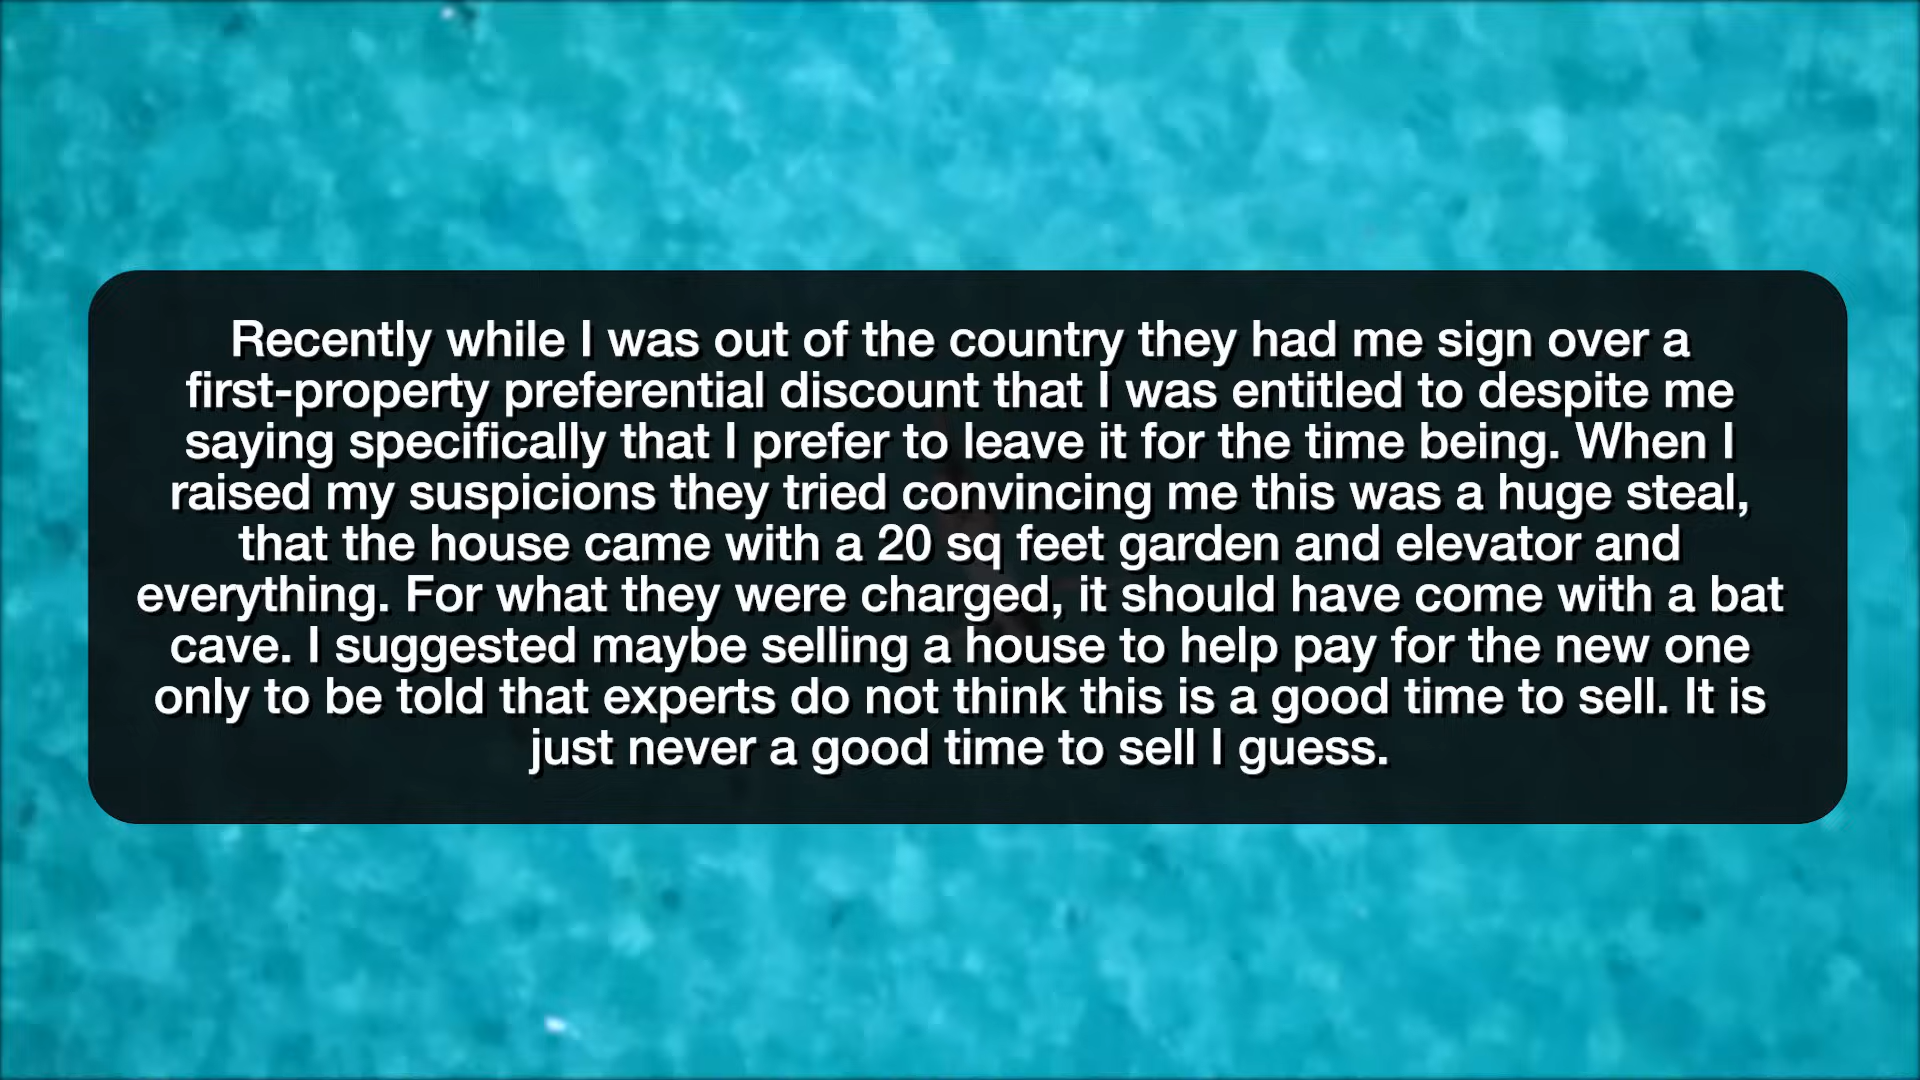 Recently while I was out of the country they had me sign over a
first-property preferential discount that I was entitled to despite me
saying specifically that I prefer to leave it for the time being. When I
raised my suspicions they tried convincing me this was a huge steal,
that the house came with a 20 sq feet garden and elevator and
everything. For what they were charged, it should have come with a bat
cave. I suggested maybe selling a house to help pay for the new one
only to be told that experts do not think this is a good time to sell. It is
just never a good time to sell I guess.